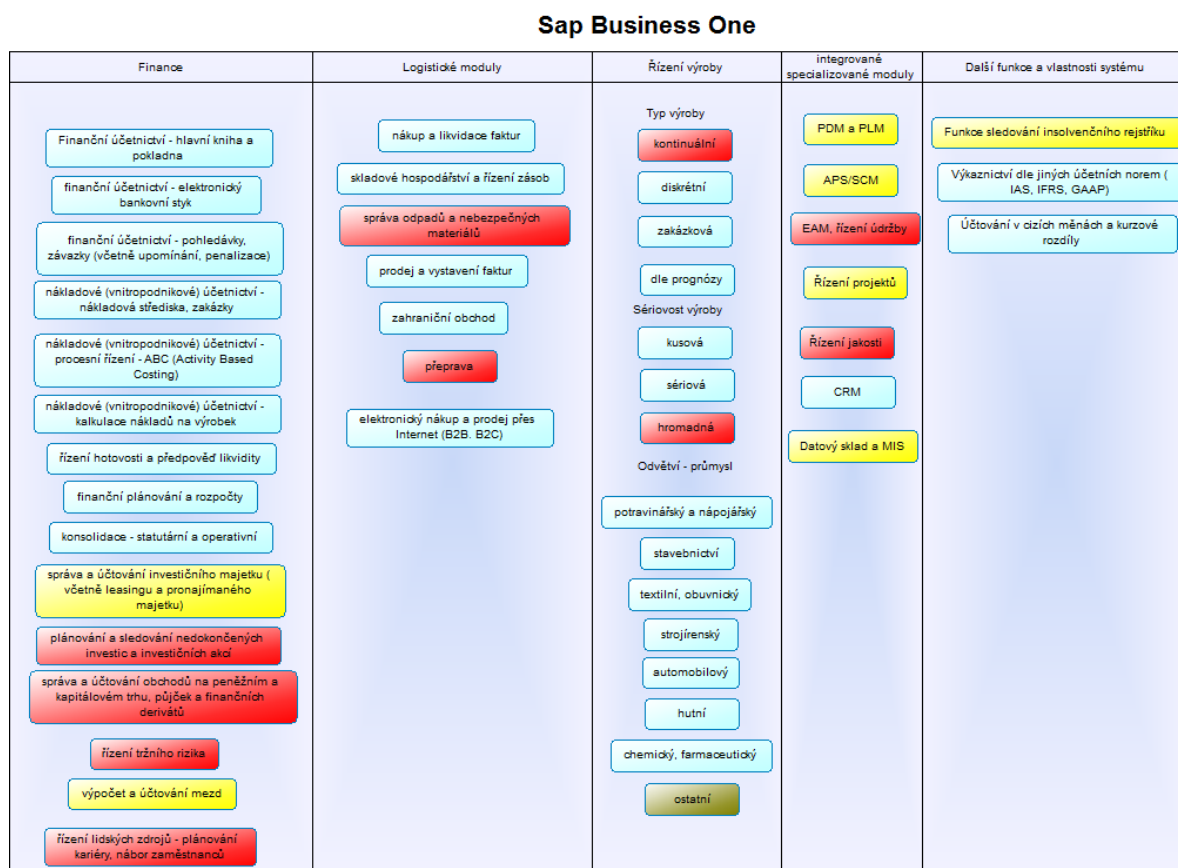 Sap Business One
Finance
Finanční účetnictví - hlavní kniha a
pokladna
finanční účetnictví - elektronický
bankovní styk
finanční účetnictví - pohledávky,
závazky (včetně upomínání, penalizace)
nákladové (vnitropodnikové) účetnictví -
nákladová střediska, zakázky
nákladové (vnitropodnikové) účetnictví -
procesní řízení - ABC (Activity Based
Costing)
nákladové (vnitropodnikové) účetnictví -
kalkulace nákladů na výrobek
řízení hotovosti a předpověď likvidity
finanční plánování a rozpočty
konsolidace - statutární a operativní
správa a účtování investičního majetku (
včetně leasingu a pronajímaného
majetku)
plánování a sledování nedokončených
investic a investičních akcí
správa a účtování obchodů na peněžním a
kapitálovém trhu, půjček a finančních
derivátů
řízení tržního rizika
výpočet a účtování mezd
řízení lidských zdrojů - plánování
kariéry, nábor zaměstnanců
Logistické moduly
nákup a likvidace faktur
skladové hospodářství a řízení zásob
správa odpadů a nebezpečných
materiálů
prodej a vystavení faktur
zahraniční obchod
přeprava
elektronický nákup a prodej přes
Internet (B2B. B2C)
Řízení výroby
Typ výroby
kontinuální
diskrétní
zakázková
dle prognózy
Sériovost výroby
kusová
sériová
hromadná
Odvětví - průmysl
potravinářský a nápojářský
stavebnictví
textilní, obuvnický
strojírenský
automobilový
hutní
chemický, farmaceutický
ostatní
integrované
specializované moduly
PDM a PLM
APS/SCM
EAM, řízení údržby
Řízení projektů
Řízení jakosti
CRM
Datový sklad a MIS
Další funkce a vlastnosti systému
Funkce sledování insolvenčního rejstříku
Výkaznictví dle jiných účetních norem (
IAS, IFRS, GAAP)
Účtování v cizích měnách a kurzové
rozdíly